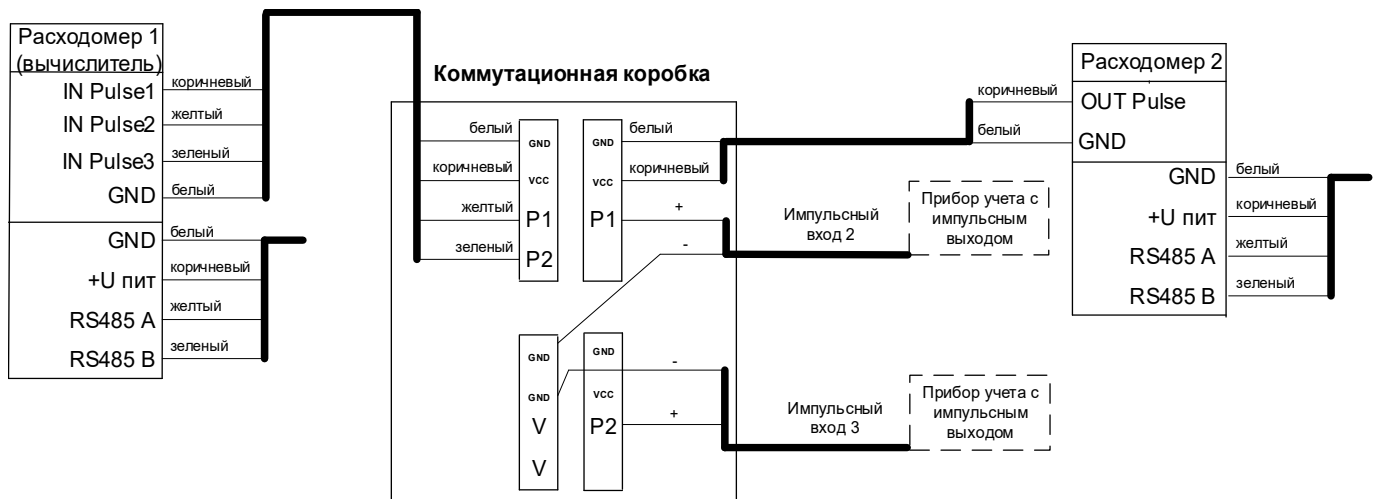 Расходомер 1
(вычислитель)
IN Pulse1
коричневый
IN Pulse2
желтый
IN Pulse3
зеленый
GND
белый
GND
белый
+U пит
коричневый
RS485 A
желтый
RS485 B
зеленый
Коммутационная коробка
белый
GND
коричневый
VCC
желтый
P1
зеленый
P2
GND
белый
VCC
коричневый
P1
+
-
GND
GND
V
V
GND
-
VCC
P2
+
Импульсный
вход 2
Прибор учета с
импульсным
выходом
Импульсный
вход 3
Прибор учета с
импульсным
выходом
Расходомер 2
коричневый
OUT Pulse
белый
GND
GND
белый
+U пит
коричневый
RS485 A
желтый
RS485 B
зеленый